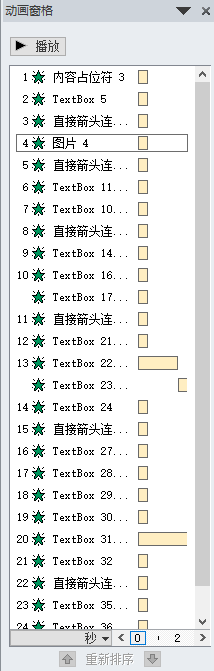 动画窗格
播放
1 内容占位符 3
2 TextBox 5
3 直接箭头连...
4 图片 4
5 直接箭头连...
6 TextBox 11...
7 TextBox 10...
8 直接箭头连...
9 TextBox 14...
10 TextBox 16...
TextBox 17...
11 直接箭头连...
12 TextBox 21...
13 TextBox 22...
TextBox 23...
14 TextBox 24
15 直接箭头连...
16 TextBox 27...
17 TextBox 28...
18 TextBox 29...
19 TextBox 30...
20 TextBox 31...
21 TextBox 32
22 直接箭头连...
23 TextBox 35...
24 TextBox 36
秒 0 2
重新排序